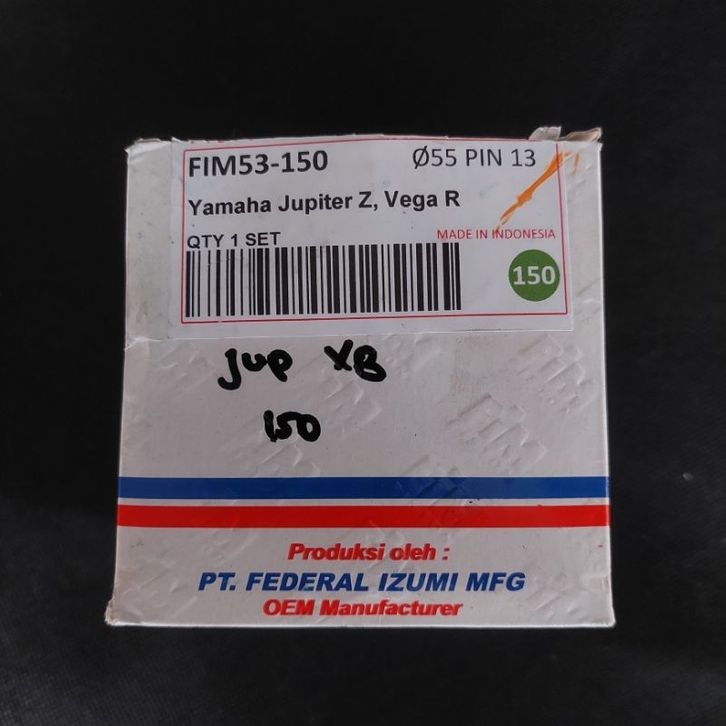 FIM53-150 Ø55 PIN 13
Yamaha Jupiter Z, Vega R
QTY 1 SET MADE IN INDONESIA
150
Jup XB
150
Produksi oleh :
PT. FEDERAL IZUMI MFG
OEM Manufacturer